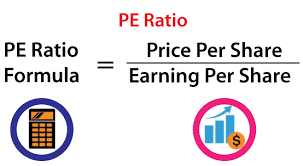 PE Ratio
PE Ratio
Formula
=
Price Per Share
Earning Per Share
$